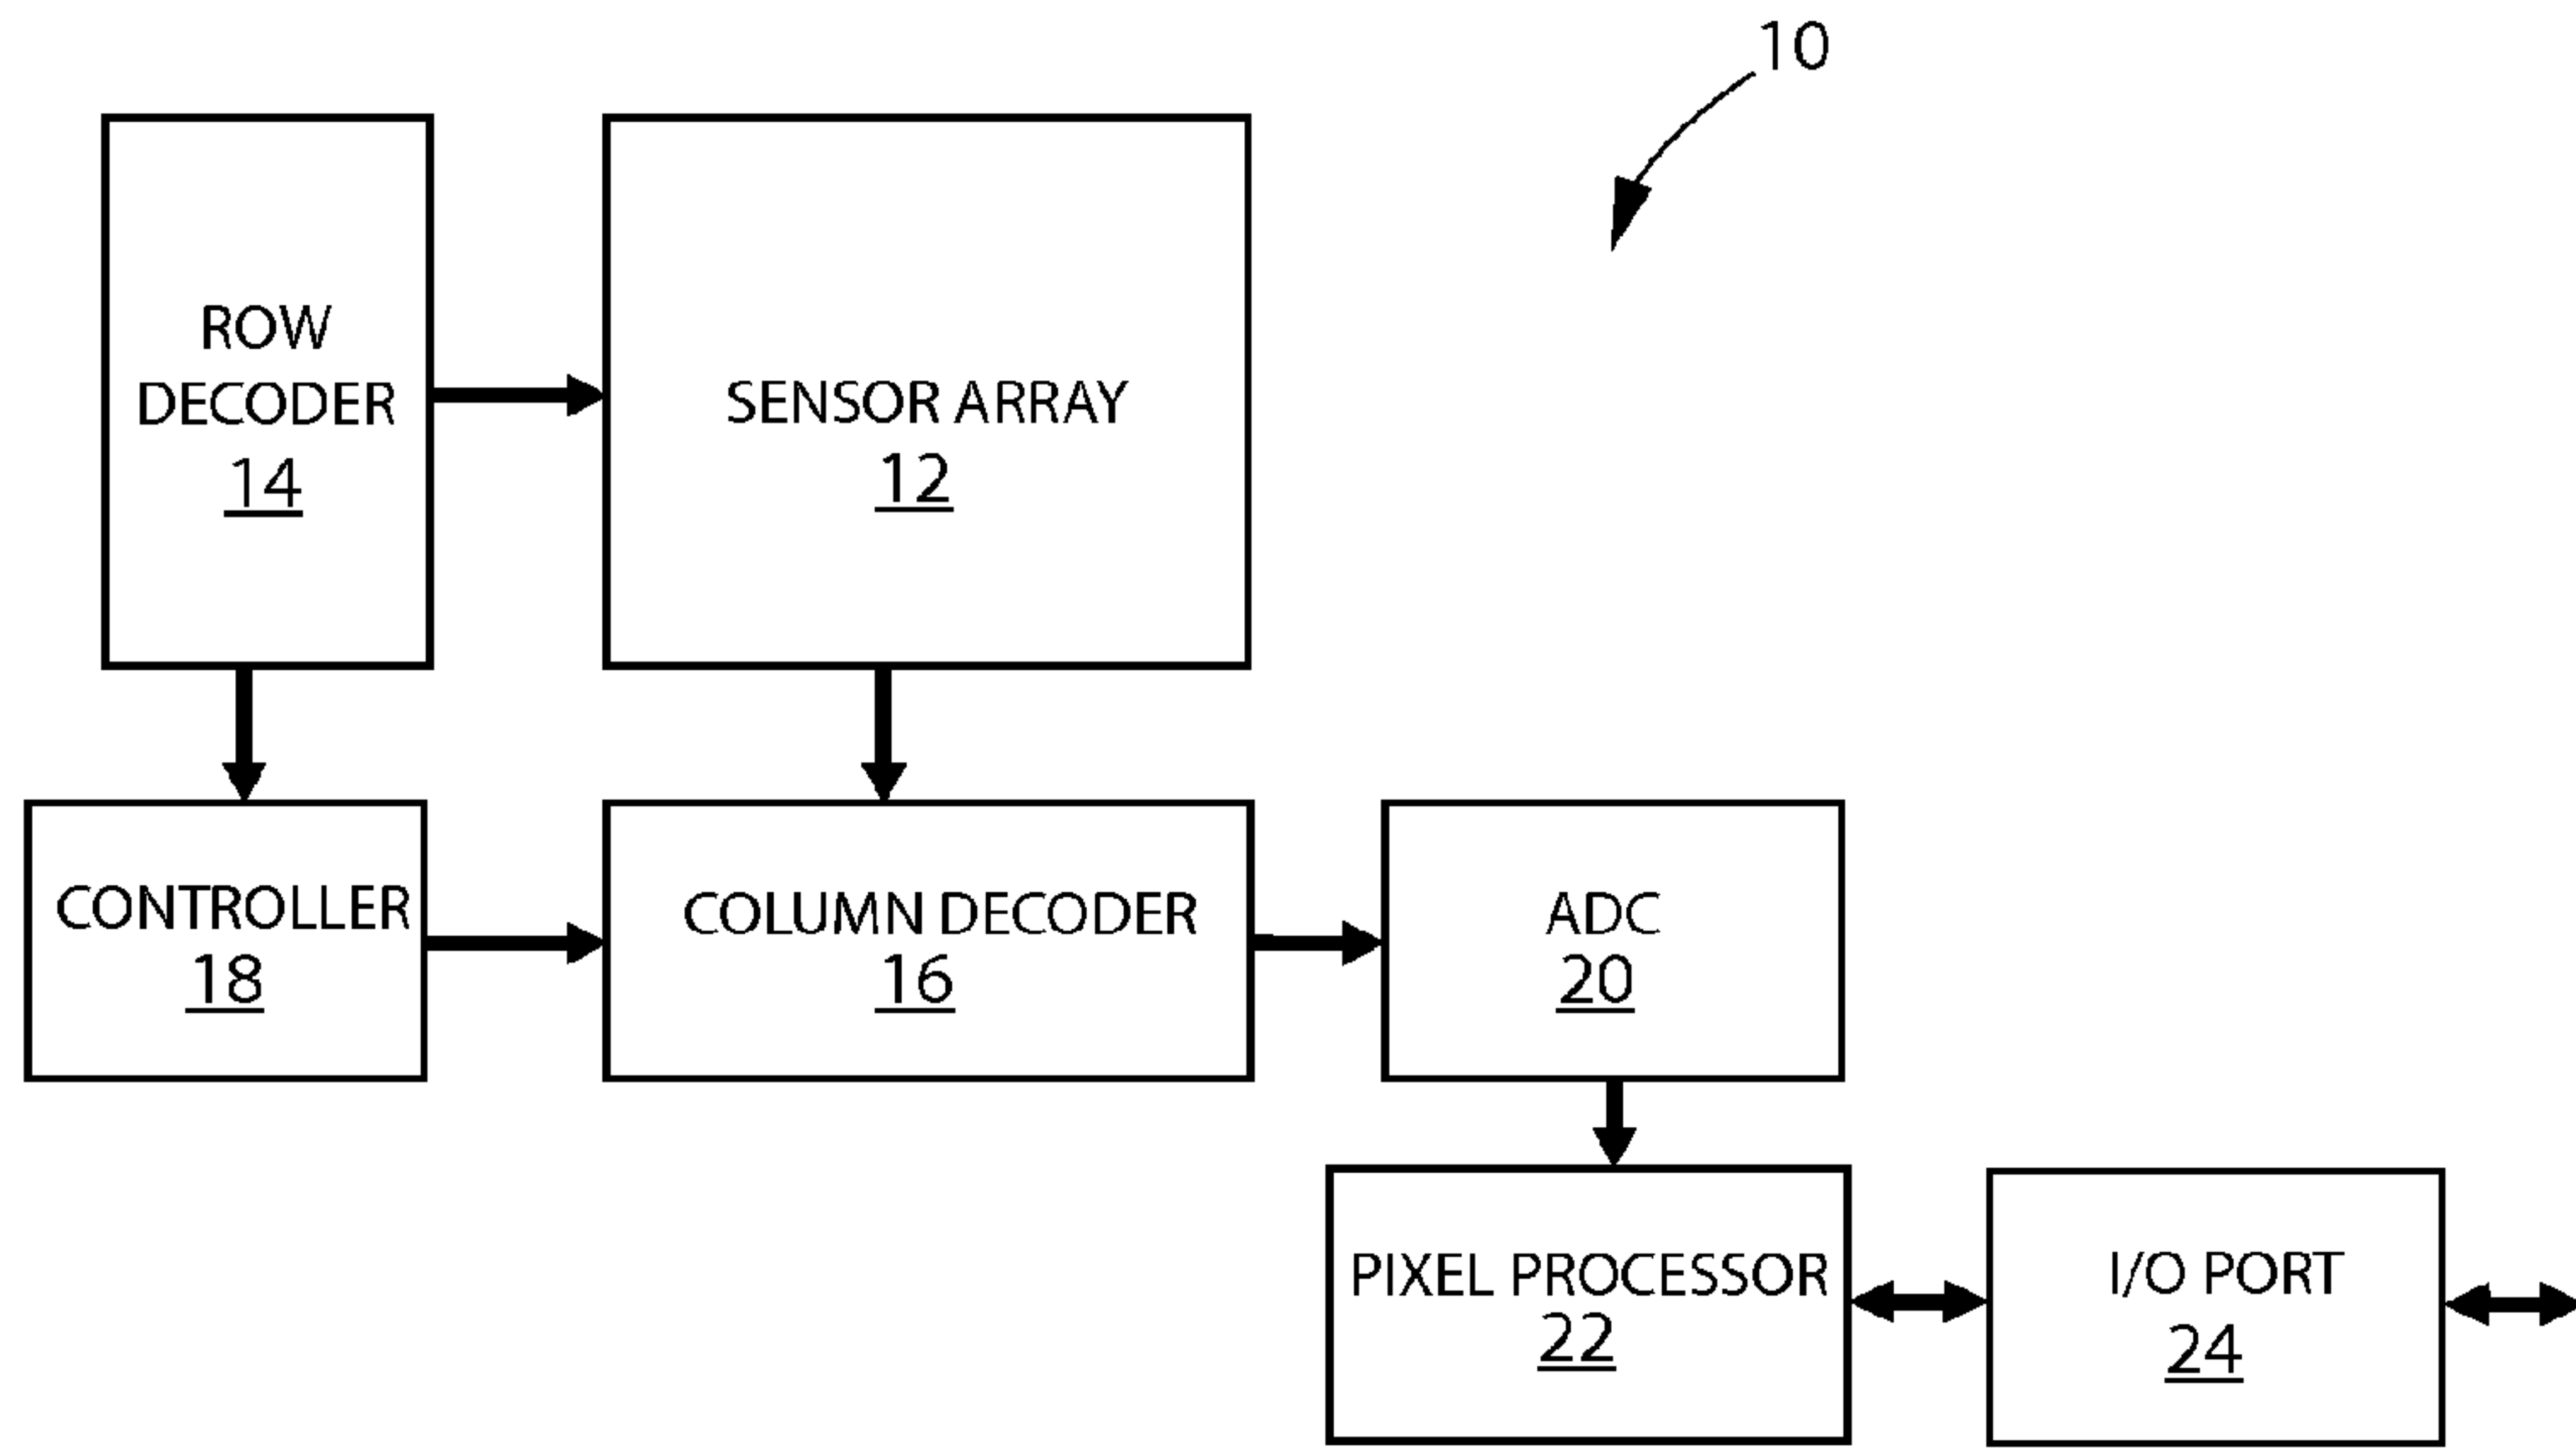 10
ROW
DECODER
14
SENSOR ARRAY
12
CONTROLLER
18
COLUMN DECODER
16
ADC
20
PIXEL PROCESSOR
22
I/O PORT
24